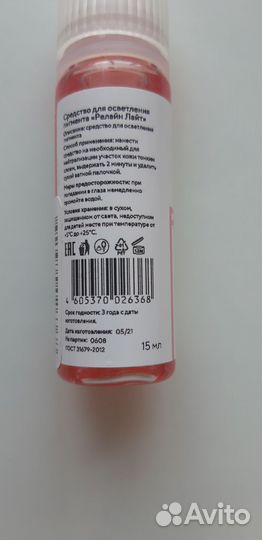 Средство для осветления
пигмента «Релайн Лайт»
Описание: средство для осветления
пигмента
Способ применения: нанести
средство на необходимый для
нейтрализации участок кожи тонким
слоем, выдержать 2 минуты и удалить
сухой ватной палочкой.
Меры предосторожности: при
попадании в глаза немедленно
промойте водой.
Условия хранения: в сухом,
защищенном от света, недоступном
для детей месте при температуре от
+5°С до +25°С.
EAC
4 605370 026368
Срок годности: 3 года с даты
изготовления.
Дата изготовления: 05/21
№ партии: 0608
ГОСТ 31679-2012
15 мл
Avito